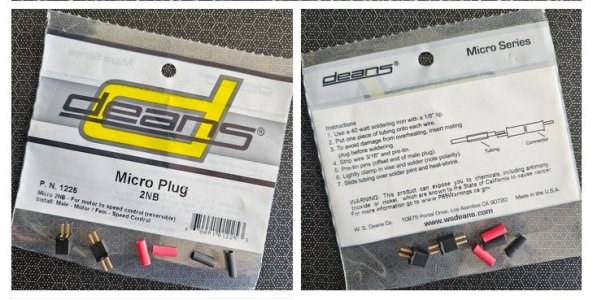 deans®
Micro Plug
2NB
P. N. 1225
Micro 2NB - For motor to speed control (reversible)
Install: Male - Motor / Fem - Speed Control
deans®
Micro Series
Instructions
1. Use a 40 watt soldering iron with a 1/8" tip.
2. Put one piece of tubing onto each wire.
3. To avoid damage from overheating, insert mating
plug before soldering.
4. Strip wire 3/16" and pre-tin.
5. Pre-tin pins (offset end of male plug).
6. Lightly clamp in vise and solder (note polarity).
7. Slide tubing over solder joint and heat-shrink.
Tubing
Connector
WARNING: This product can expose you to chemicals, including antimony
trioxide or nickel, which are known to the State of California to cause cancer.
For more information go to www.P65Warnings.ca.gov.
W. S. Deans Co. 10875 Portal Drive, Los Alamitos, CA 90720 Made in the U.S.A.
www.wsdeans.com